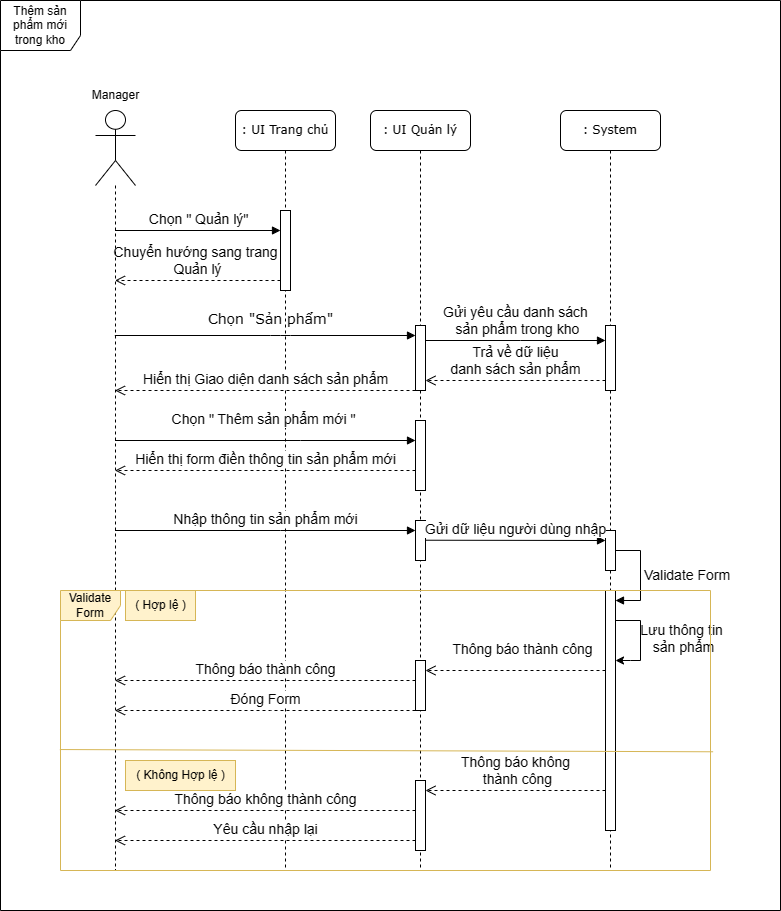 Thêm sản
phẩm mới
trong kho
Manager
: UI Trang chủ
: UI Quản lý
: System
Chọn " Quản lý"
Chuyển hướng sang trang
Quản lý
Chọn "Sản phẩm"
Gửi yêu cầu danh sách
sản phẩm trong kho
Trả về dữ liệu
danh sách sản phẩm
Hiển thị Giao diện danh sách sản phẩm
Chọn " Thêm sản phẩm mới "
Hiển thị form điền thông tin sản phẩm mới
Nhập thông tin sản phẩm mới
Gửi dữ liệu người dùng nhập
Validate Form
Validate
Form
( Hợp lệ )
Lưu thông tin
sản phẩm
Thông báo thành công
Thông báo thành công
Đóng Form
( Không Hợp lệ )
Thông báo không
thành công
Thông báo không thành công
Yêu cầu nhập lại